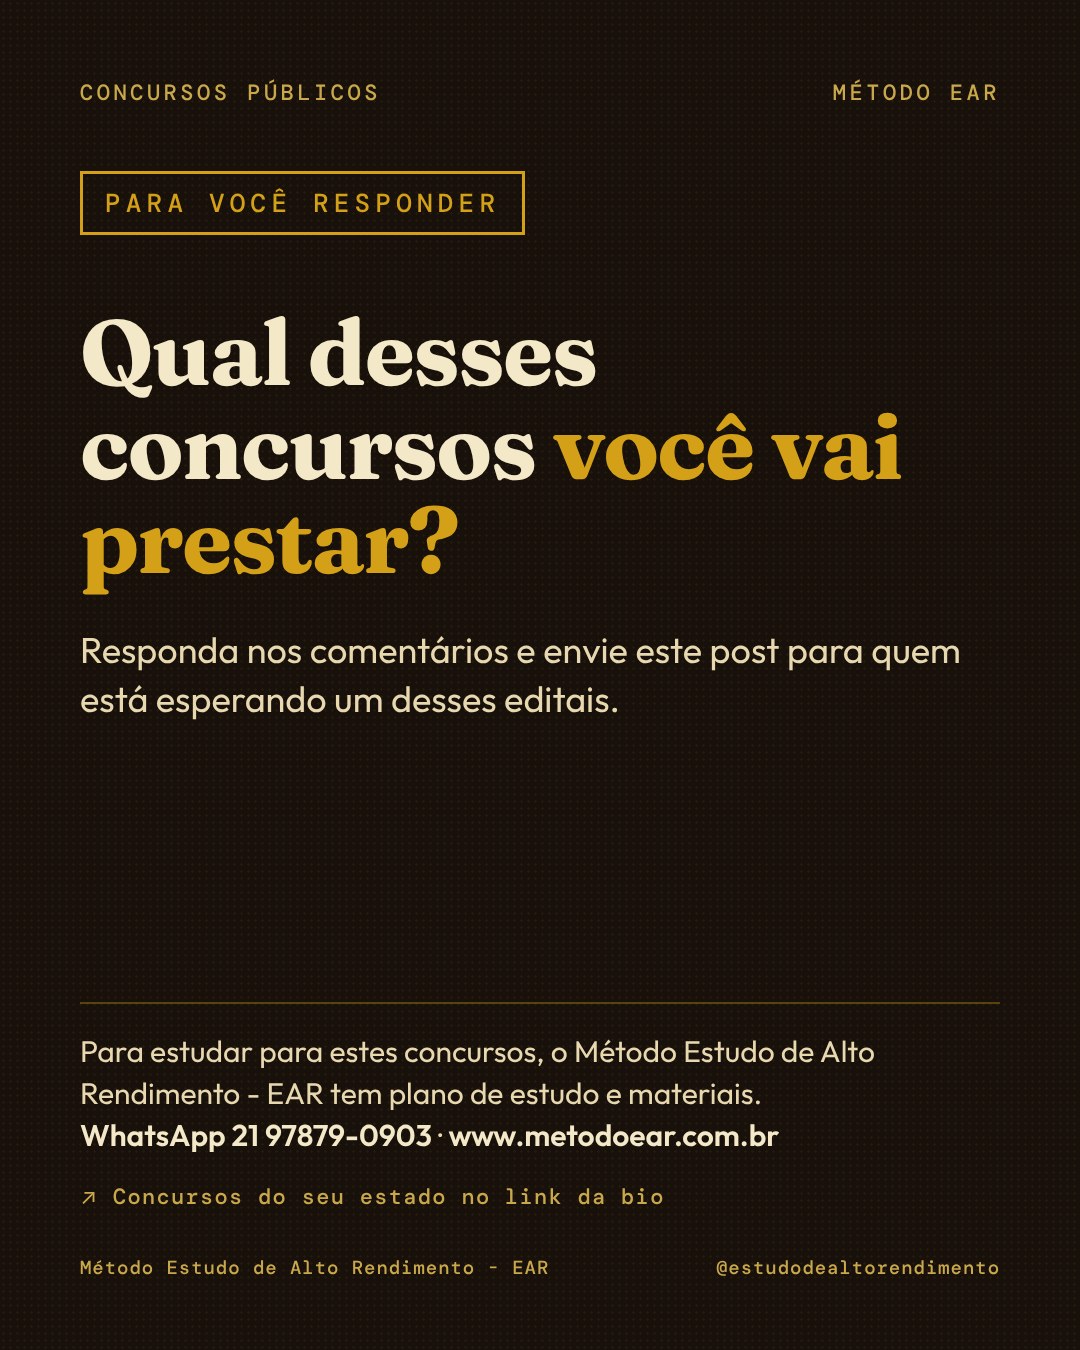 CONCURSOS PÚBLICOS
MÉTODO EAR
PARA VOCÊ RESPONDER
Qual desses
concursos você vai
prestar?
Responda nos comentários e envie este post para quem
está esperando um desses editais.
Para estudar para estes concursos, o Método Estudo de Alto
Rendimento - EAR tem plano de estudo e materiais.
WhatsApp 21 97879-0903 · www.metodoear.com.br
↗ Concursos do seu estado no link da bio
Método Estudo de Alto Rendimento - EAR
@estudodealtorendimento